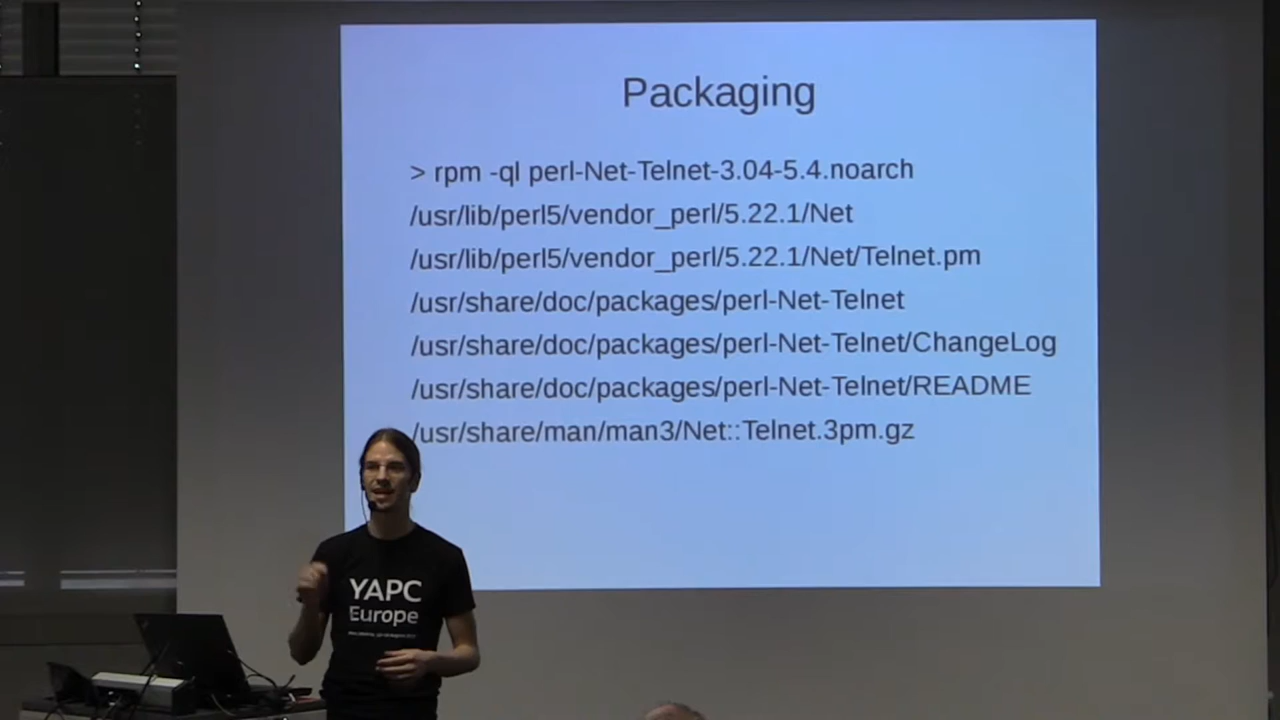 Packaging
> rpm -ql perl-Net-Telnet-3.04-5.4.noarch
/usr/lib/perl5/vendor_perl/5.22.1/Net
/usr/lib/perl5/vendor_perl/5.22.1/Net/Telnet.pm
/usr/share/doc/packages/perl-Net-Telnet
/usr/share/doc/packages/perl-Net-Telnet/ChangeLog
/usr/share/doc/packages/perl-Net-Telnet/README
/usr/share/man/man3/Net::Telnet.3pm.gz
YAPC
Europe